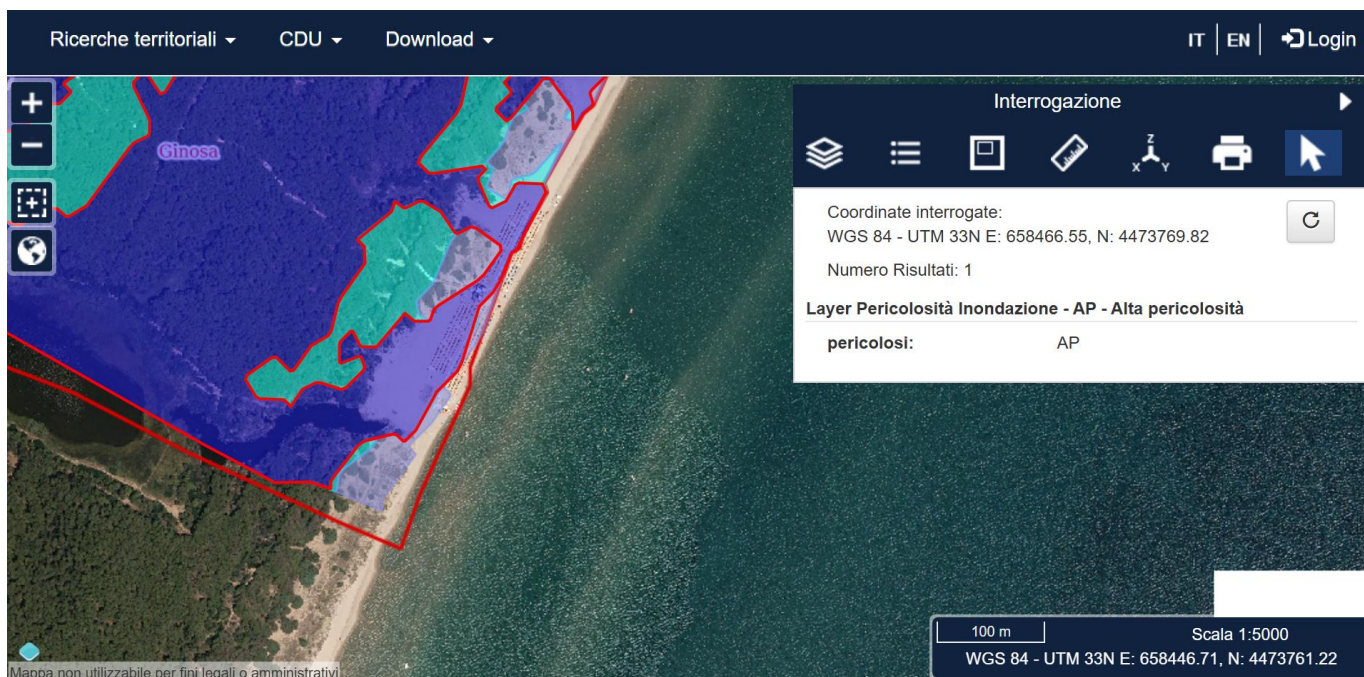 Ricerche territoriali CDU Download IT EN Login
Ginosa
Interrogazione
Z
X Y
Coordinate interrogate:
WGS 84 - UTM 33N E: 658466.55, N: 4473769.82
Numero Risultati: 1
Layer Pericolosità Inondazione - AP - Alta pericolosità
pericolosi: AP
100 m Scala 1:5000
WGS 84 - UTM 33N E: 658446.71, N: 4473761.22
Mappa non utilizzabile per fini legali o amministrativi